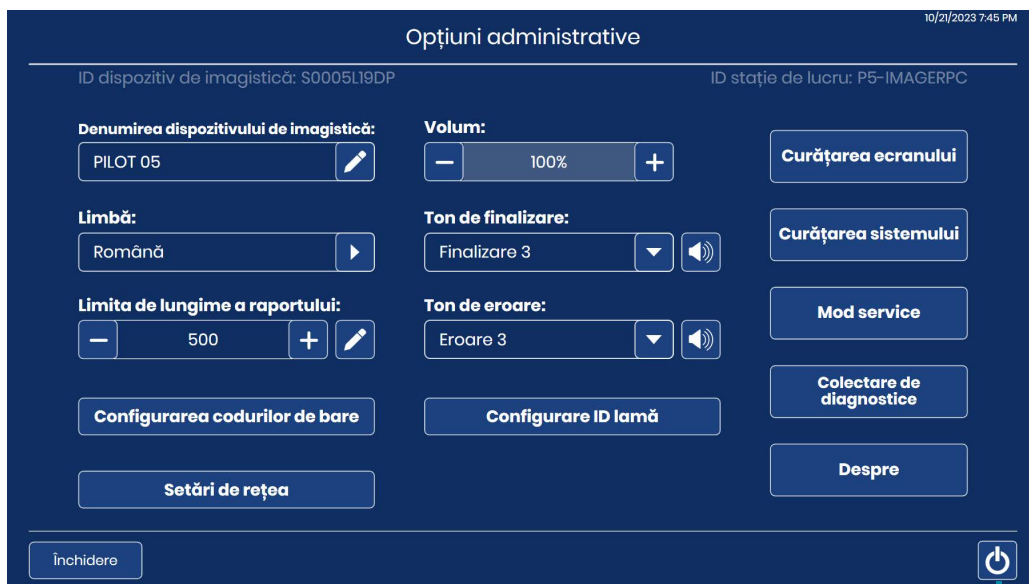 10/21/2023 7:45 PM
Opțiuni administrative
ID dispozitiv de imagistică: S0005L19DP
ID stație de lucru: P5-IMAGERPC
Denumirea dispozitivului de imagistică:
PILOT 05
Volum:
100%
Curățarea ecranului
Limbă:
Română
Ton de finalizare:
Finalizare 3
Curățarea sistemului
Limita de lungime a raportului:
500
Ton de eroare:
Eroare 3
Mod service
Colectare de
diagnostice
Configurarea codurilor de bare
Configurare ID lamă
Despre
Setări de rețea
Închidere